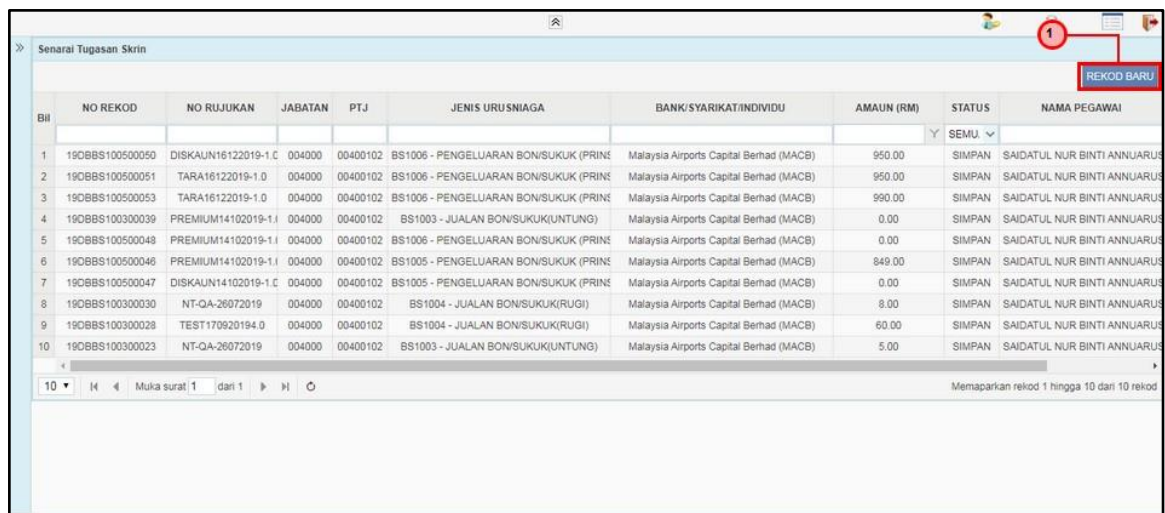 1
Senarai Tugasan Skrin
REKOD BARU
Bil NO REKOD NO RUJUKAN JABATAN PTJ JENIS URUSNIAGA BANK/SYARIKAT/INDIVIDU AMAUN (RM) STATUS NAMA PEGAWAI
SEMU.
1 19DBBS100500050 DISKAUN16122019-1.0 004000 00400102 BS1006 - PENGELUARAN BON/SUKUK (PRINS Malaysia Airports Capital Berhad (MACB) 950.00 SIMPAN SAIDATUL NUR BINTI ANNUARUS
2 19DBBS100500051 TARA16122019-1.0 004000 00400102 BS1006 - PENGELUARAN BON/SUKUK (PRINS Malaysia Airports Capital Berhad (MACB) 950.00 SIMPAN SAIDATUL NUR BINTI ANNUARUS
3 19DBBS100500053 TARA16122019-1.0 004000 00400102 BS1006 - PENGELUARAN BON/SUKUK (PRINS Malaysia Airports Capital Berhad (MACB) 990.00 SIMPAN SAIDATUL NUR BINTI ANNUARUS
4 19DBBS100300039 PREMIUM14102019-1.( 004000 00400102 BS1003 - JUALAN BON/SUKUK(UNTUNG) Malaysia Airports Capital Berhad (MACB) 0.00 SIMPAN SAIDATUL NUR BINTI ANNUARUS
5 19DBBS100500048 PREMIUM14102019-1.( 004000 00400102 BS1006 - PENGELUARAN BON/SUKUK (PRINS Malaysia Airports Capital Berhad (MACB) 0.00 SIMPAN SAIDATUL NUR BINTI ANNUARUS
6 19DBBS100500046 PREMIUM14102019-1.( 004000 00400102 BS1005 - PENGELUARAN BON/SUKUK (PRINS Malaysia Airports Capital Berhad (MACB) 849.00 SIMPAN SAIDATUL NUR BINTI ANNUARUS
7 19DBBS100500047 DISKAUN14102019-1.0 004000 00400102 BS1005 - PENGELUARAN BON/SUKUK (PRINS Malaysia Airports Capital Berhad (MACB) 0.00 SIMPAN SAIDATUL NUR BINTI ANNUARUS
8 19DBBS100300030 NT-QA-26072019 004000 00400102 BS1004 - JUALAN BON/SUKUK(RUGI) Malaysia Airports Capital Berhad (MACB) 8.00 SIMPAN SAIDATUL NUR BINTI ANNUARUS
9 19DBBS100300028 TEST170920194.0 004000 00400102 BS1004 - JUALAN BON/SUKUK(RUGI) Malaysia Airports Capital Berhad (MACB) 60.00 SIMPAN SAIDATUL NUR BINTI ANNUARUS
10 19DBBS100300023 NT-QA-26072019 004000 00400102 BS1003 - JUALAN BON/SUKUK(UNTUNG) Malaysia Airports Capital Berhad (MACB) 5.00 SIMPAN SAIDATUL NUR BINTI ANNUARUS
10 Muka surat 1 dari 1 Memaparkan rekod 1 hingga 10 dari 10 rekod